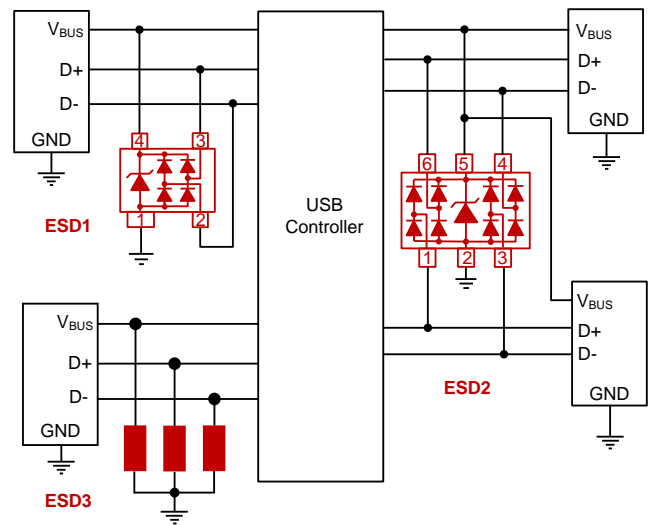 VBUS
D+
D-
GND
4
3
1
2
ESD1
USB
Controller
VBUS
D+
D-
GND
6
5
4
1
2
3
ESD2
VBUS
D+
D-
GND
ESD3
VBUS
D+
D-
GND